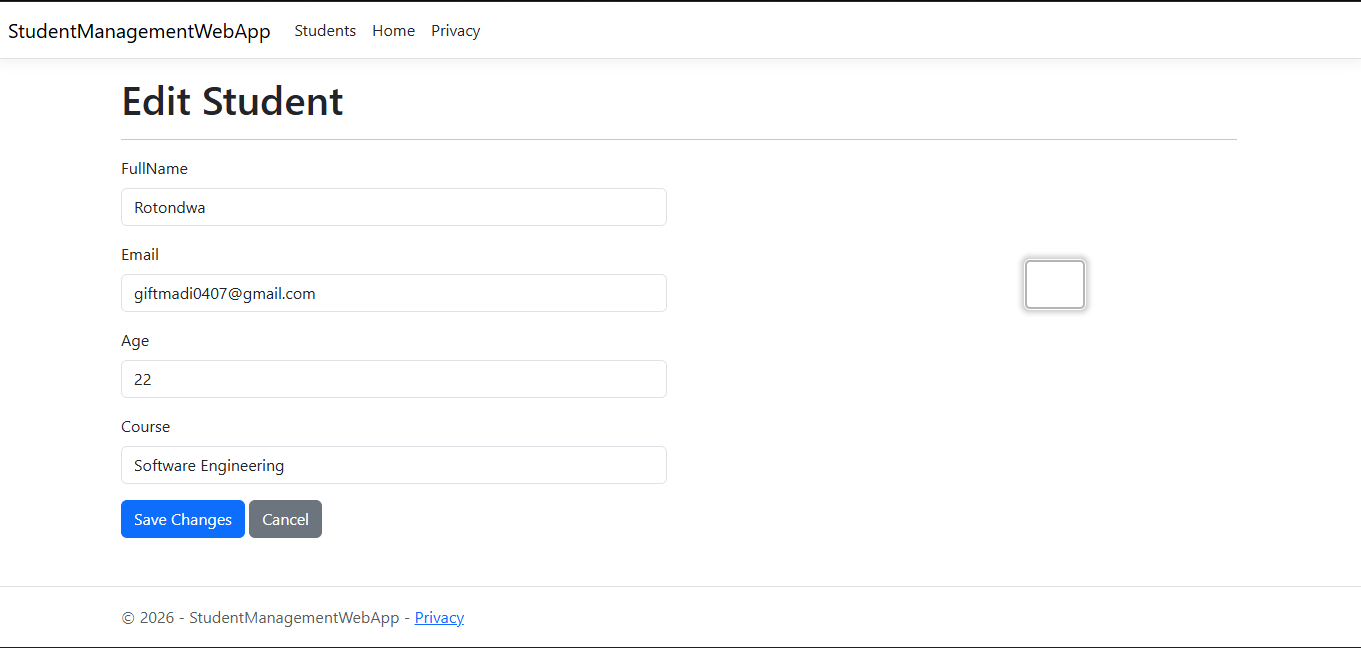 StudentManagementWebApp Students Home Privacy
Edit Student
FullName
Rotondwa
Email
giftmadi0407@gmail.com
Age
22
Course
Software Engineering
Save Changes Cancel
© 2026 - StudentManagementWebApp - Privacy